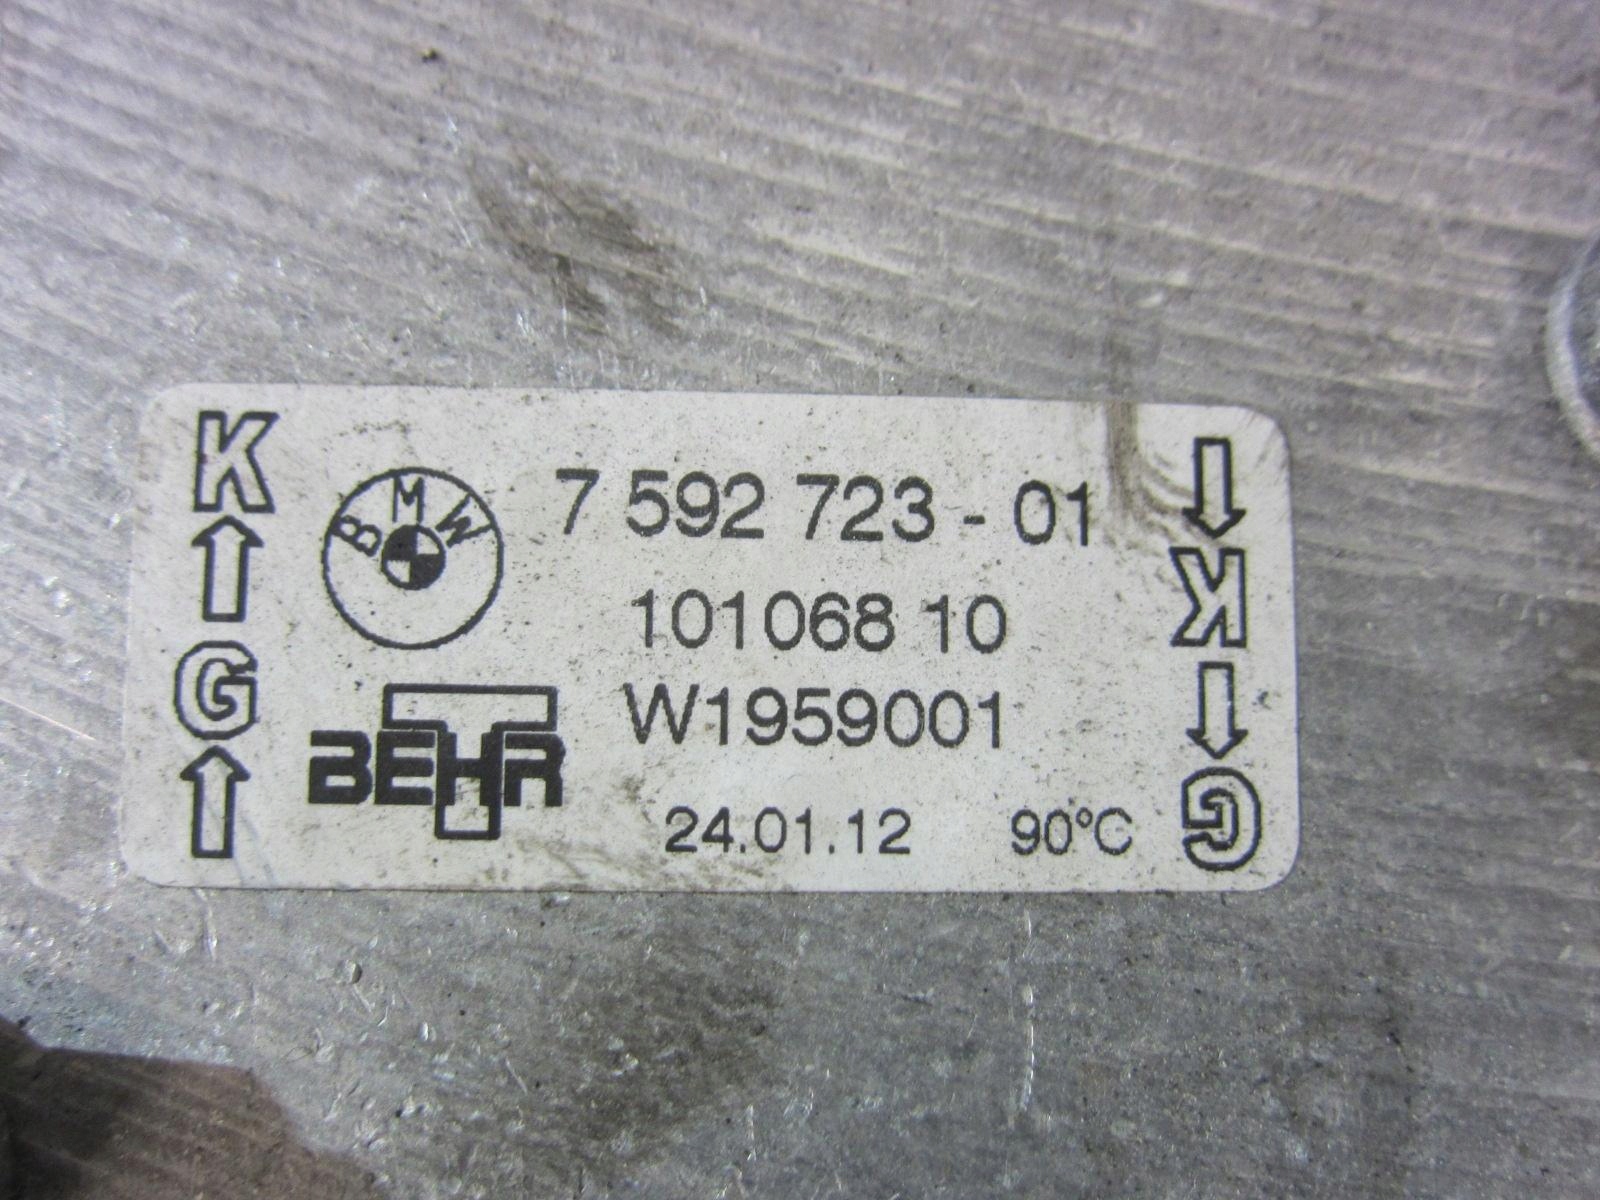 K
G
BMW
7 592 723 - 01
101068 10
W1959001
BEHR
24.01.12 90°C
K
G